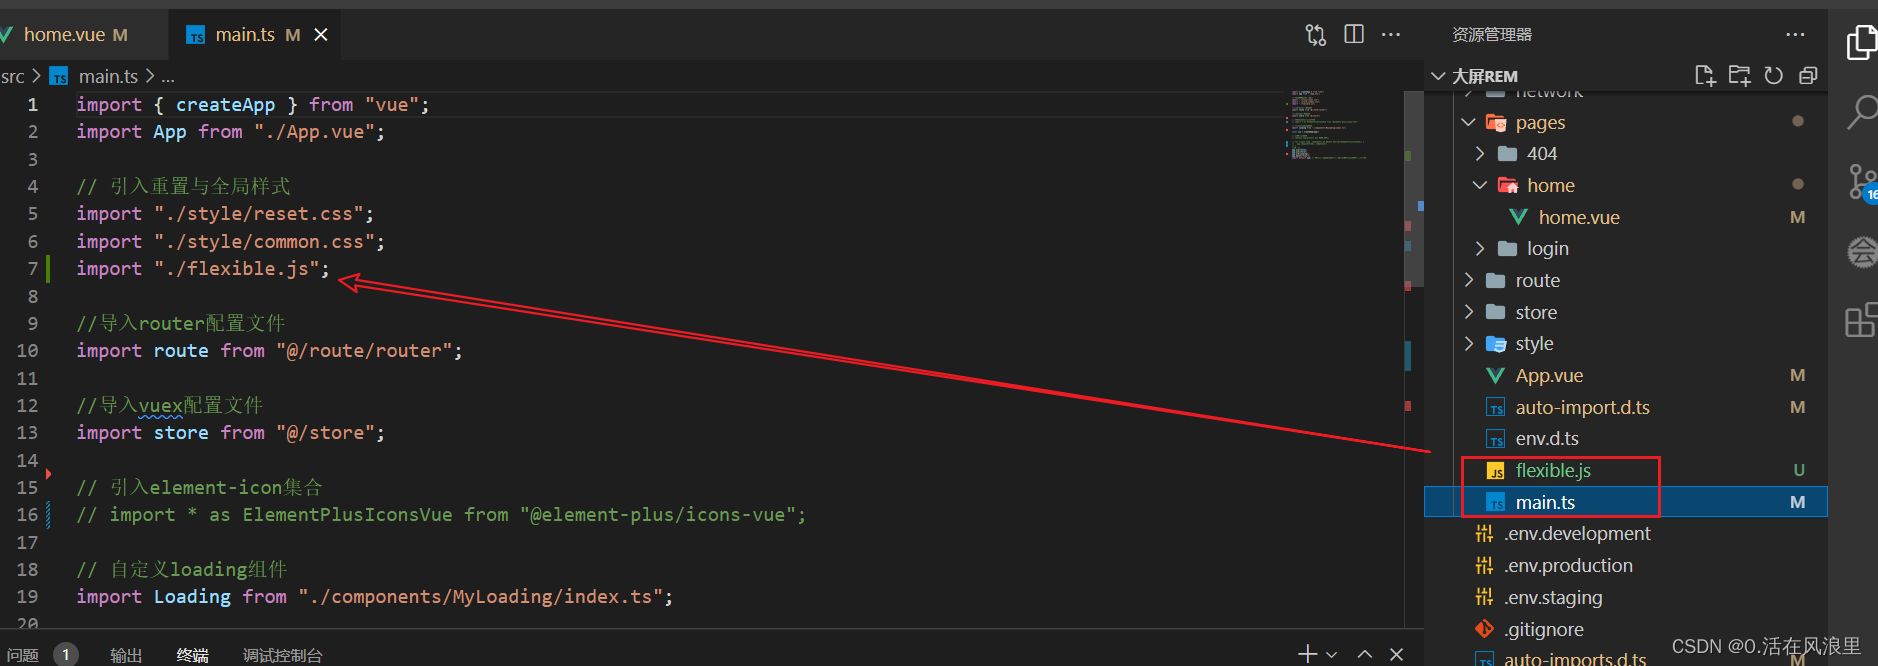 home.vue M
main.ts M
src > main.ts > ...
1 import { createApp } from "vue";
2 import App from "./App.vue";
3
4 // 引入重置与全局样式
5 import "./style/reset.css";
6 import "./style/common.css";
7 import "./flexible.js";
8
9 //导入router配置文件
10 import route from "@/route/router";
11
12 //导入vuex配置文件
13 import store from "@/store";
14
15 // 引入element-icon集合
16 // import * as ElementPlusIconsVue from "@element-plus/icons-vue";
17
18 // 自定义loading组件
19 import Loading from "./components/MyLoading/index.ts";
20
问题 1 输出 终端 调试控制台
资源管理器
大屏REM
network
pages
404
home
home.vue M
login
route
store
style
App.vue M
auto-import.d.ts M
env.d.ts
flexible.js U
main.ts M
.env.development
.env.production
.env.staging
.gitignore
auto-imports.d.ts M
16
会
CSDN @0.活在风浪里